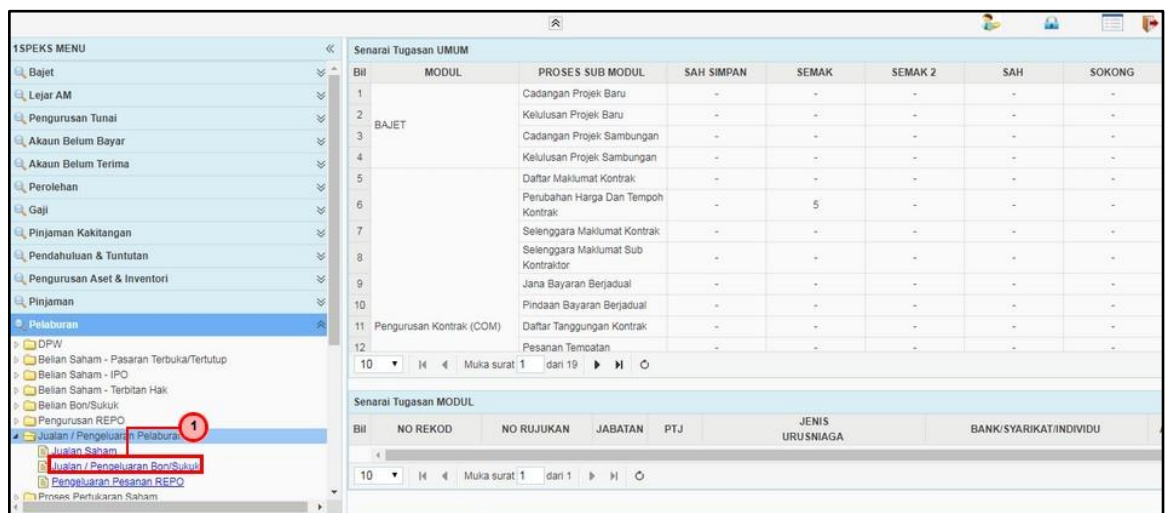 1SPEKS MENU
Bajet
Lejar AM
Pengurusan Tunai
Akaun Belum Bayar
Akaun Belum Terima
Perolehan
Gaji
Pinjaman Kakitangan
Pendahuluan & Tuntutan
Pengurusan Aset & Inventori
Pinjaman
Pelaburan
DPW
Belian Saham - Pasaran Terbuka/Tertutup
Belian Saham - IPO
Belian Saham - Terbitan Hak
Belian Bon/Sukuk
Pengurusan REPO
1
Jualan / Pengeluaran Pelaburan
Jualan Saham
Jualan / Pengeluaran Bon/Sukuk
Pengeluaran Pesanan REPO
Proses Pertukaran Saham
Senarai Tugasan UMUM
Bil MODUL PROSES SUB MODUL SAH SIMPAN SEMAK SEMAK 2 SAH SOKONG
1 Cadangan Projek Baru - - - - -
2 Kelulusan Projek Baru - - - - -
BAJET
3 Cadangan Projek Sambungan - - - - -
4 Kelulusan Projek Sambungan - - - - -
5 Daftar Maklumat Kontrak - - - - -
6 Perubahan Harga Dan Tempoh
Kontrak - 5 - - -
7 Selenggara Maklumat Kontrak - - - - -
8 Selenggara Maklumat Sub
Kontraktor - - - - -
9 Jana Bayaran Berjadual - - - - -
10 Pindaan Bayaran Berjadual - - - - -
11 Pengurusan Kontrak (COM) Daftar Tanggungan Kontrak - - - - -
12 Pesanan Tempatan - - - - -
10 Muka surat 1 dari 19
Senarai Tugasan MODUL
Bil NO REKOD NO RUJUKAN JABATAN PTJ JENIS
URUSNIAGA BANK/SYARIKAT/INDIVIDU
10 Muka surat 1 dari 1